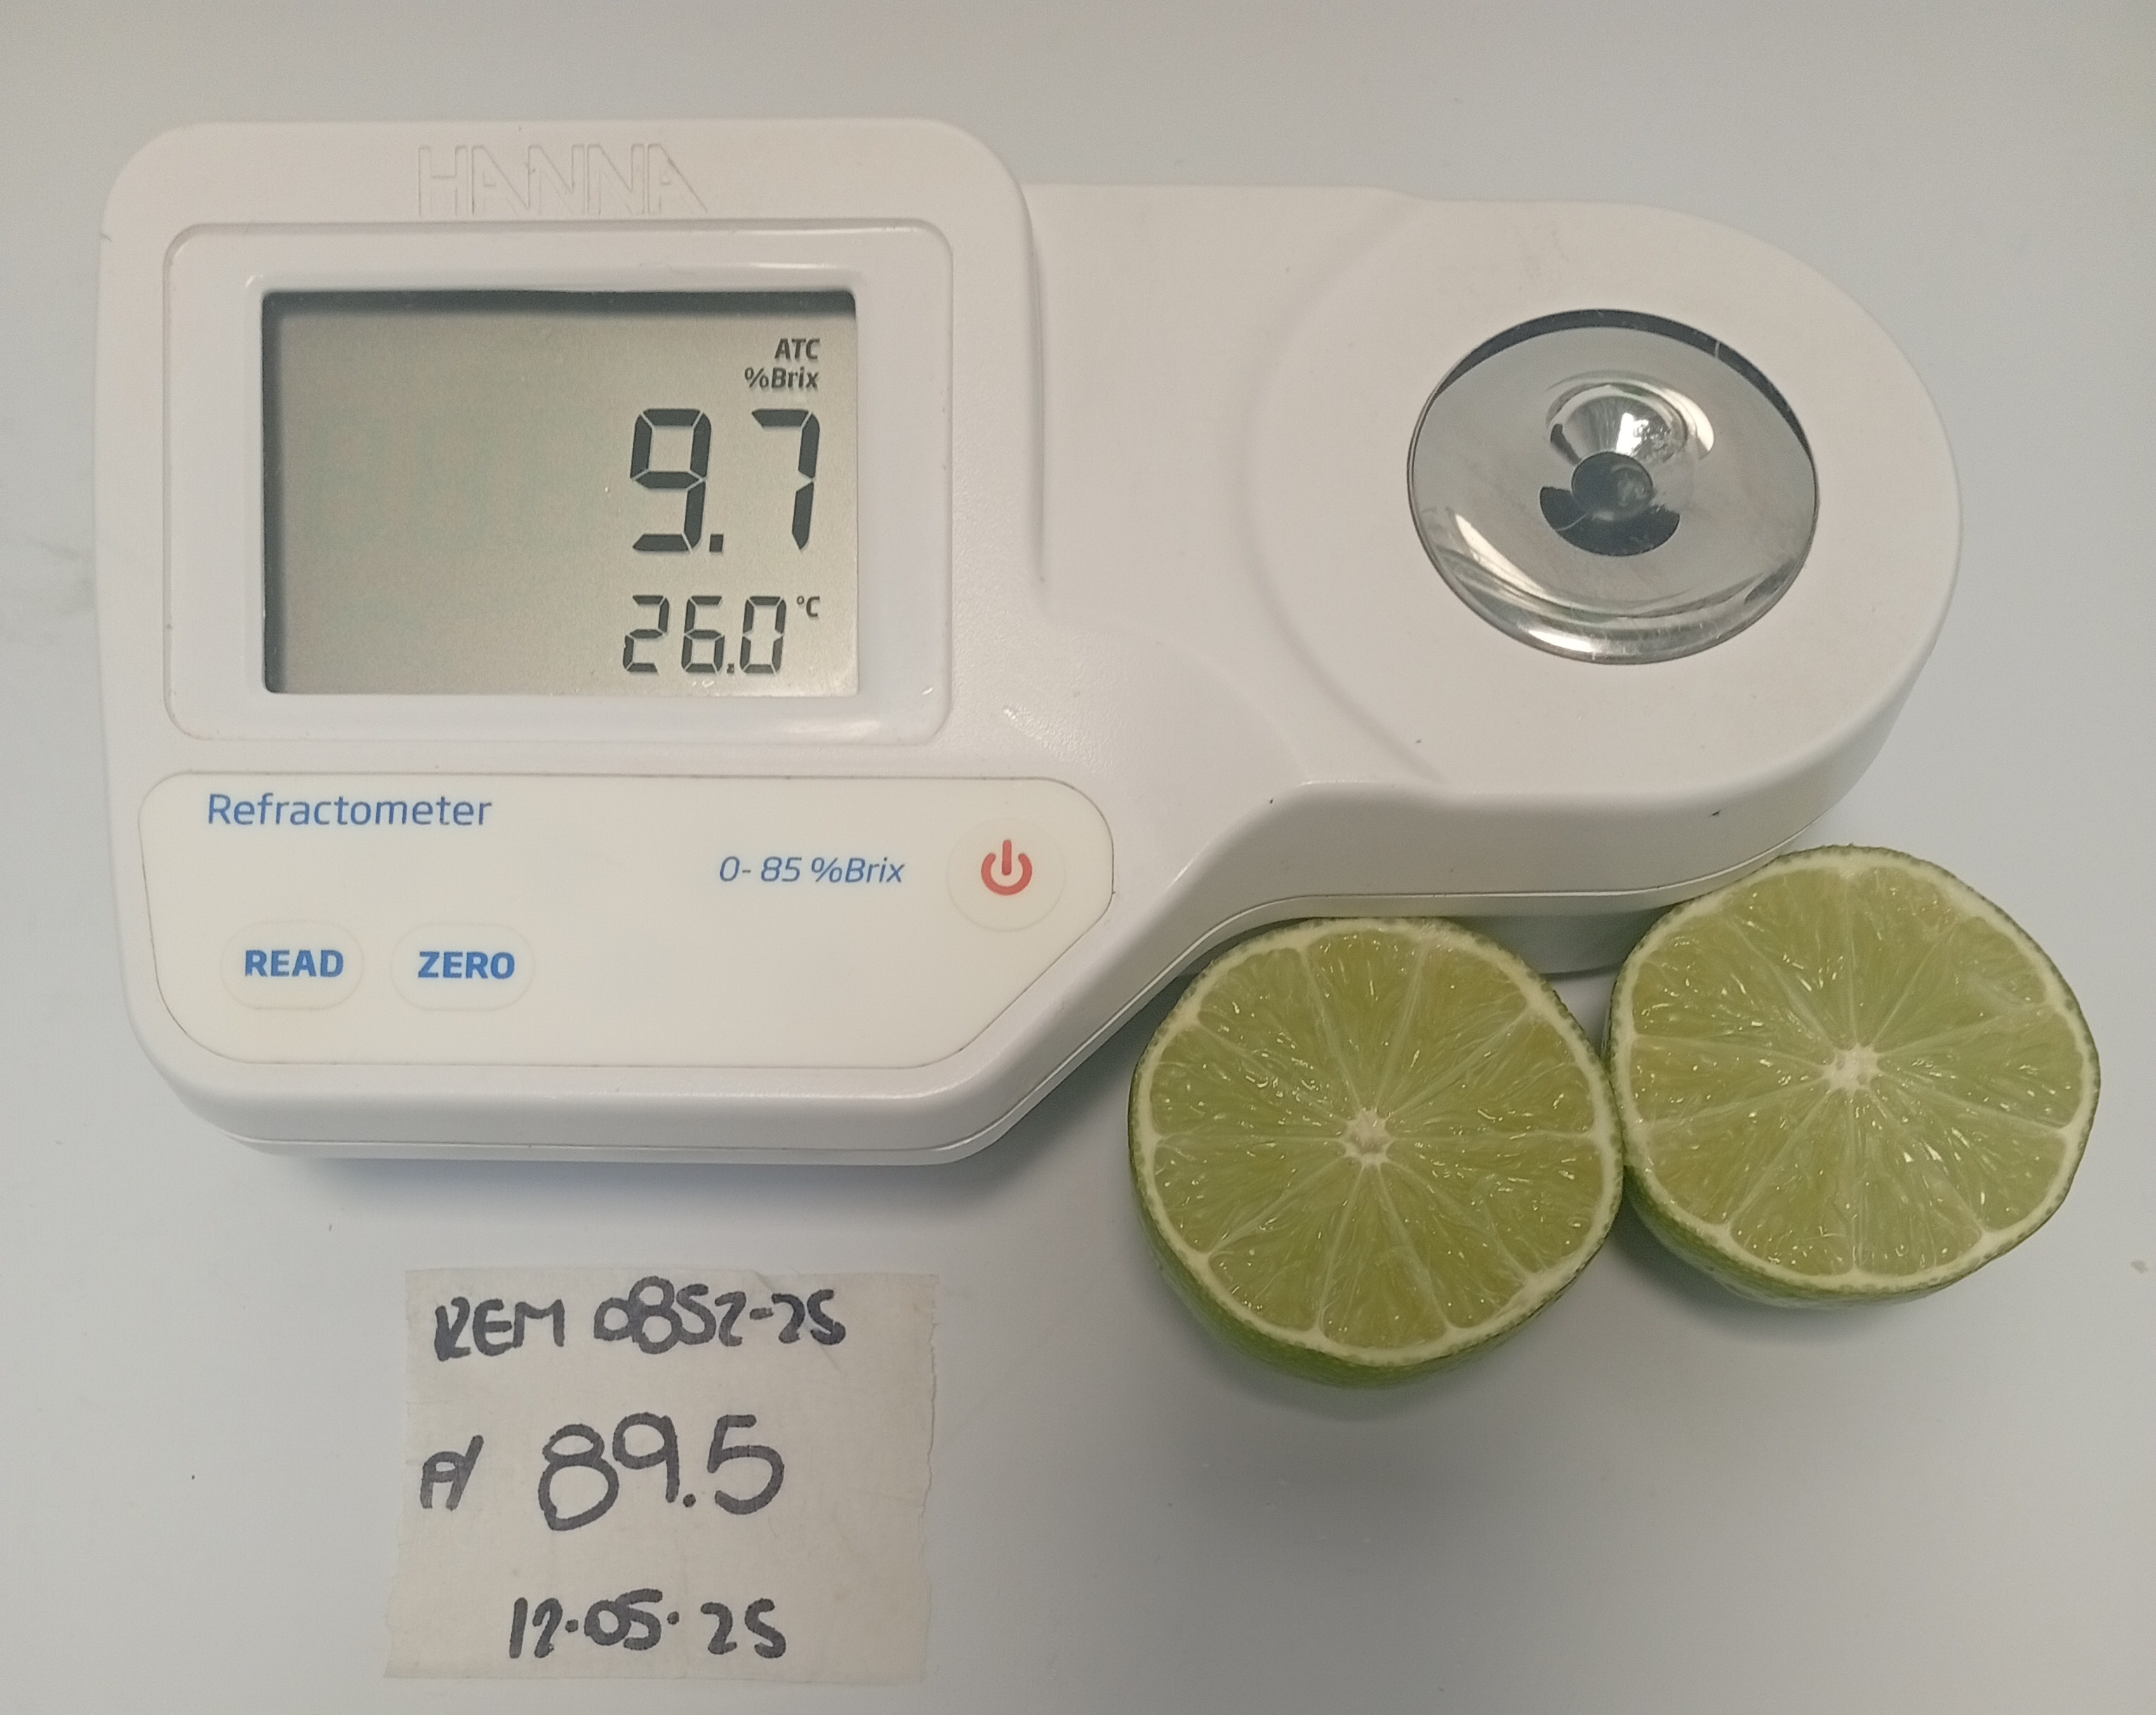 HANNA
ATC
%Brix
9.7
26.0 °C
Refractometer
0-85 %Brix
READ ZERO
REM 0852-25
89.5
12.05.25